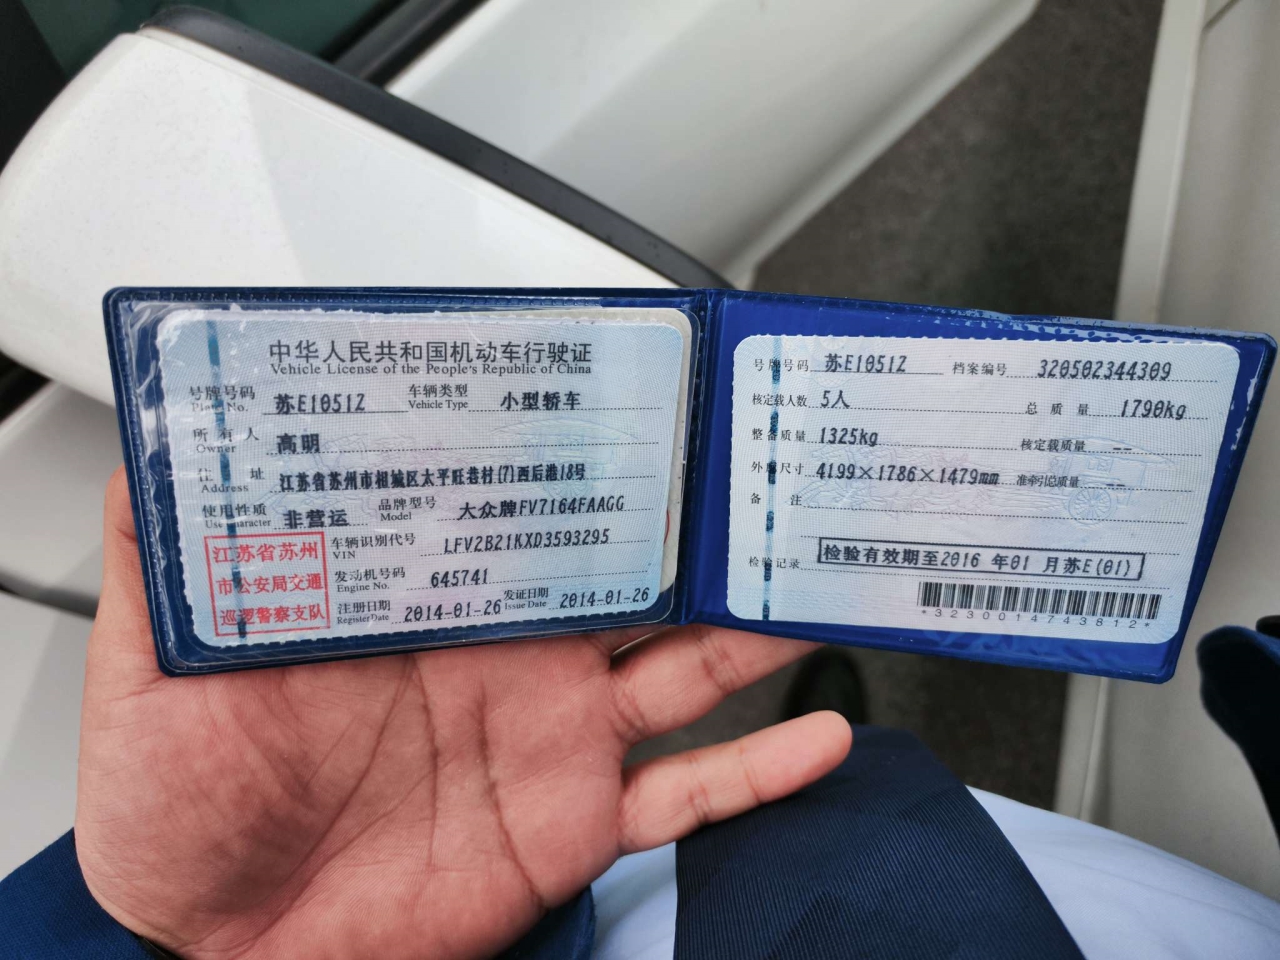 中华人民共和国机动车行驶证
Vehicle License of the People's Republic of China
号牌号码 苏E1051Z 车辆类型 小型轿车
Plate No. Vehicle Type
所有人 高明
Owner
住址 江苏省苏州市相城区太平旺巷村(7)西后港18号
Address
使用性质 非营运 品牌型号 大众牌FV7164FAAGG
Use Character Model
江苏省苏州
市公安局交通
巡逻警察支队
车辆识别代号 LFV2B21KXD3593295
VIN
发动机号码 645741
Engine No.
注册日期 2014-01-26 发证日期 2014-01-26
Register Date Issue Date
号牌号码 苏E1051Z 档案编号 320502344309
核定载人数 5人 总质量 1790kg
整备质量 1325kg 核定载质量 --
外廓尺寸 4199×1786×1479mm 准牵引总质量 --
备注
检验记录 检验有效期至2016 年01 月苏E(01)
*3230014743812*